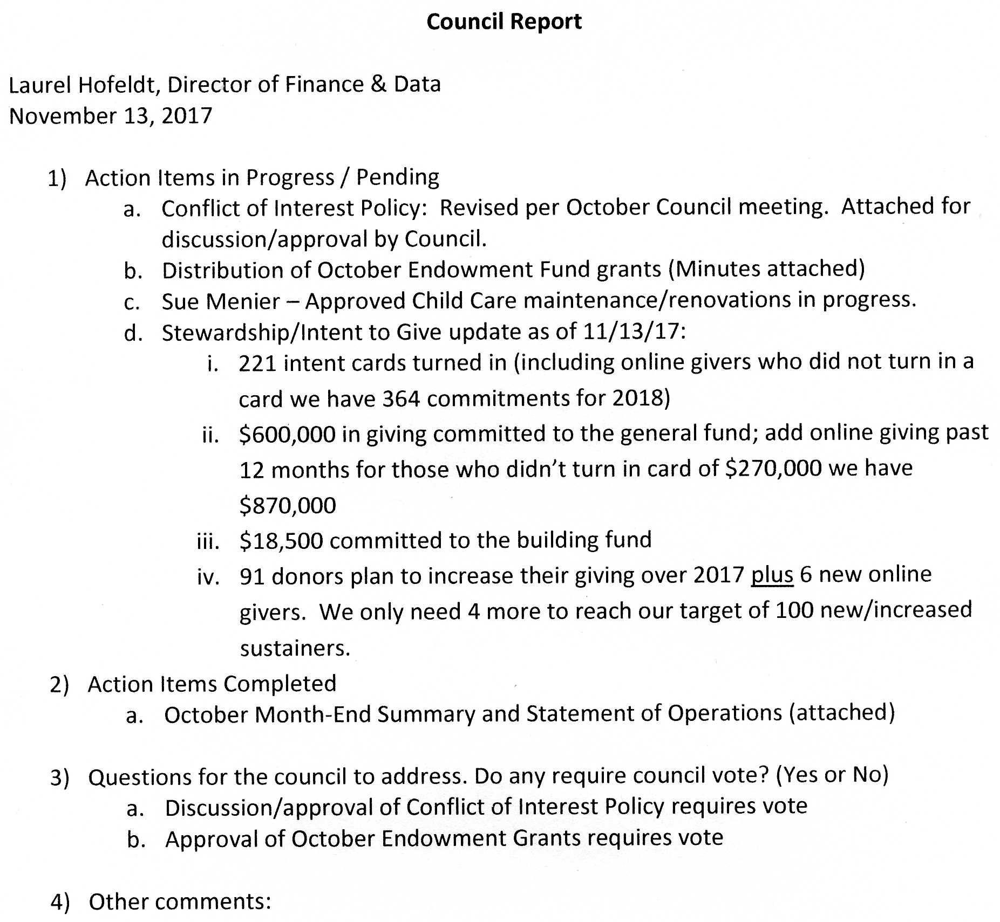 Council Report
Laurel Hofeldt, Director of Finance & Data
November 13, 2017
1) Action Items in Progress / Pending
a. Conflict of Interest Policy:  Revised per October Council meeting.  Attached for
discussion/approval by Council.
b. Distribution of October Endowment Fund grants (Minutes attached)
c. Sue Menier – Approved Child Care maintenance/renovations in progress.
d. Stewardship/Intent to Give update as of 11/13/17:
i. 221 intent cards turned in (including online givers who did not turn in a
card we have 364 commitments for 2018)
ii. $600,000 in giving committed to the general fund; add online giving past
12 months for those who didn’t turn in card of $270,000 we have
$870,000
iii. $18,500 committed to the building fund
iv. 91 donors plan to increase their giving over 2017 plus 6 new online
givers.  We only need 4 more to reach our target of 100 new/increased
sustainers.
2) Action Items Completed
a. October Month-End Summary and Statement of Operations (attached)
3) Questions for the council to address. Do any require council vote? (Yes or No)
a. Discussion/approval of Conflict of Interest Policy requires vote
b. Approval of October Endowment Grants requires vote
4) Other comments: